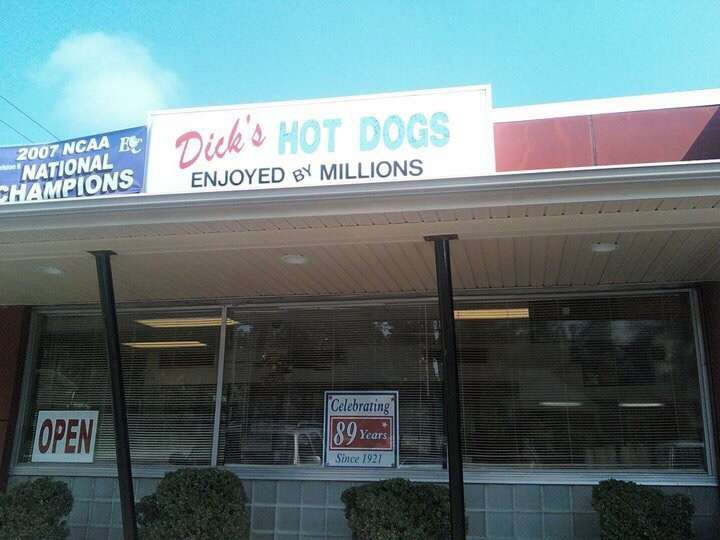 2007 NCAA
NATIONAL
CHAMPIONS
Dick's HOT DOGS
ENJOYED BY MILLIONS
OPEN
Celebrating
89 Years
Since 1921